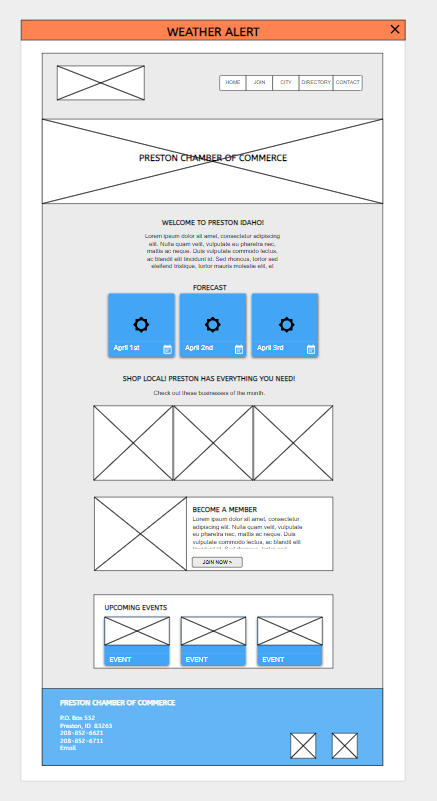 WEATHER ALERT
HOME JOIN CITY DIRECTORY CONTACT
PRESTON CHAMBER OF COMMERCE
WELCOME TO PRESTON IDAHO!
Lorem ipsum dolor sit amet, consectetur adipiscing
elit. Nulla quam velit, vulputate eu pharetra nec,
mattis ac neque. Duis vulputate commodo lectus,
ac blandit elit tincidunt id. Sed rhoncus, tortor sed
eleifend tristique, tortor mauris molestie elit, et
FORECAST
April 1st April 2nd April 3rd
SHOP LOCAL! PRESTON HAS EVERYTHING YOU NEED!
Check out these businesses of the month.
BECOME A MEMBER
Lorem ipsum dolor sit amet, consectetur
adipiscing elit. Nulla quam velit, vulputate
eu pharetra nec, mattis ac neque. Duis
vulputate commodo lectus, ac blandit elit
JOIN NOW >
UPCOMING EVENTS
EVENT EVENT EVENT
PRESTON CHAMBER OF COMMERCE
P.O. Box 552
Preston, ID 83263
208-852-6621
208-852-6711
Email